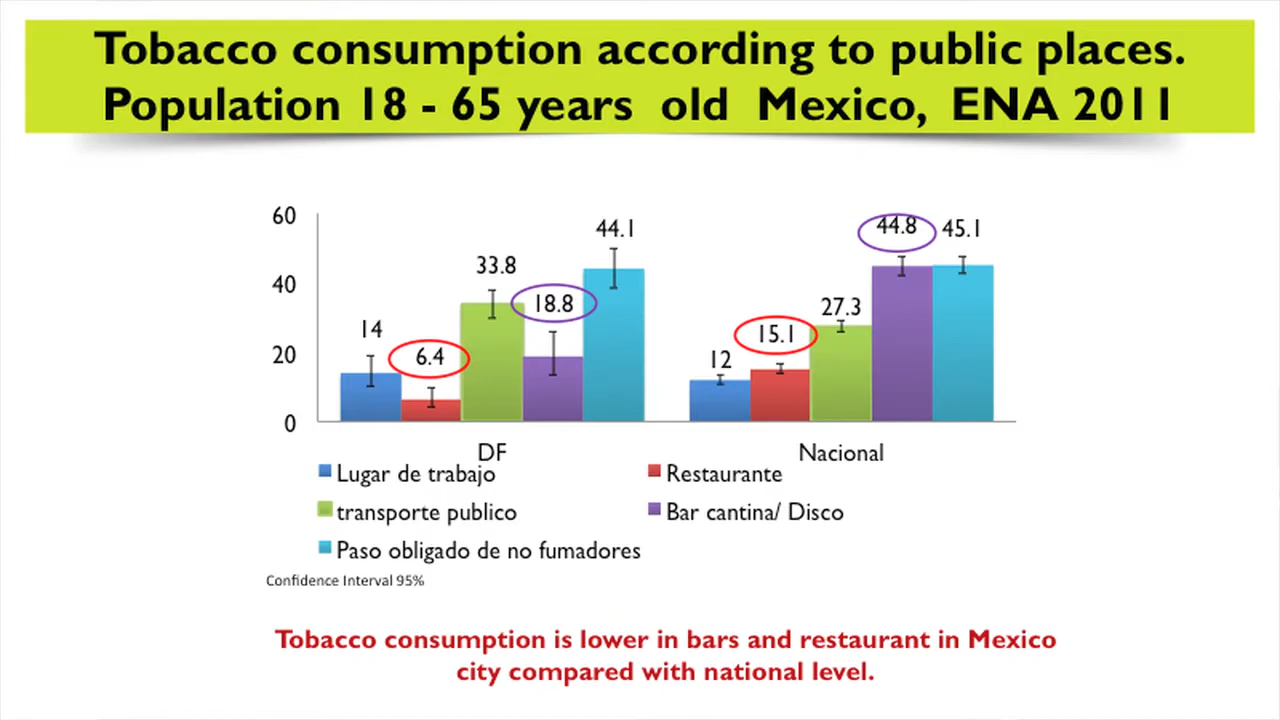 Tobacco consumption according to public places.
Population 18 - 65 years old Mexico, ENA 2011
60
40
20
0
14
6.4
33.8
18.8
44.1
12
15.1
27.3
44.8
45.1
DF
Nacional
Lugar de trabajo
Restaurante
transporte publico
Bar cantina/ Disco
Paso obligado de no fumadores
Confidence Interval 95%
Tobacco consumption is lower in bars and restaurant in Mexico
city compared with national level.